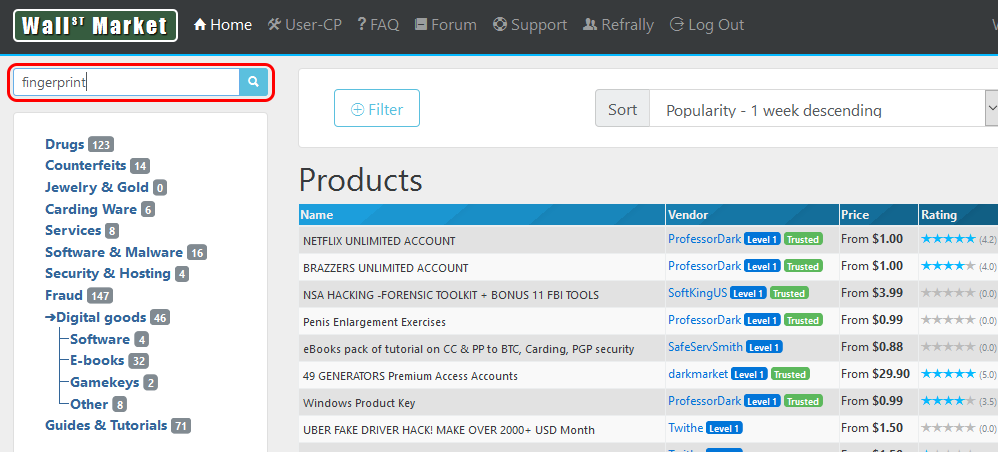 Wall ST Market Home User-CP FAQ Forum Support Refrally Log Out
fingerprint
Filter Sort Popularity - 1 week descending
Drugs 123
Counterfeits 14
Jewelry & Gold 0
Carding Ware 6
Services 8
Software & Malware 16
Security & Hosting 4
Fraud 147
Digital goods 46
Software 4
E-books 32
Gamekeys 2
Other 8
Guides & Tutorials 71
Products
Name Vendor Price Rating
NETFLIX UNLIMITED ACCOUNT ProfessorDark Level 1 Trusted From $1.00 (4.2)
BRAZZERS UNLIMITED ACCOUNT ProfessorDark Level 1 Trusted From $1.00 (4.0)
NSA HACKING -FORENSIC TOOLKIT + BONUS 11 FBI TOOLS SoftKingUS Level 1 Trusted From $3.99 (0.0)
Penis Enlargement Exercises ProfessorDark Level 1 Trusted From $0.99 (0.0)
eBooks pack of tutorial on CC & PP to BTC, Carding, PGP security SafeServSmith Level 1 From $0.88 (0.0)
49 GENERATORS Premium Access Accounts darkmarket Level 1 Trusted From $29.90 (5.0)
Windows Product Key ProfessorDark Level 1 Trusted From $0.99 (3.5)
UBER FAKE DRIVER HACK! MAKE OVER 2000+ USD Month Twithe Level 1 From $1.50 (0.0)